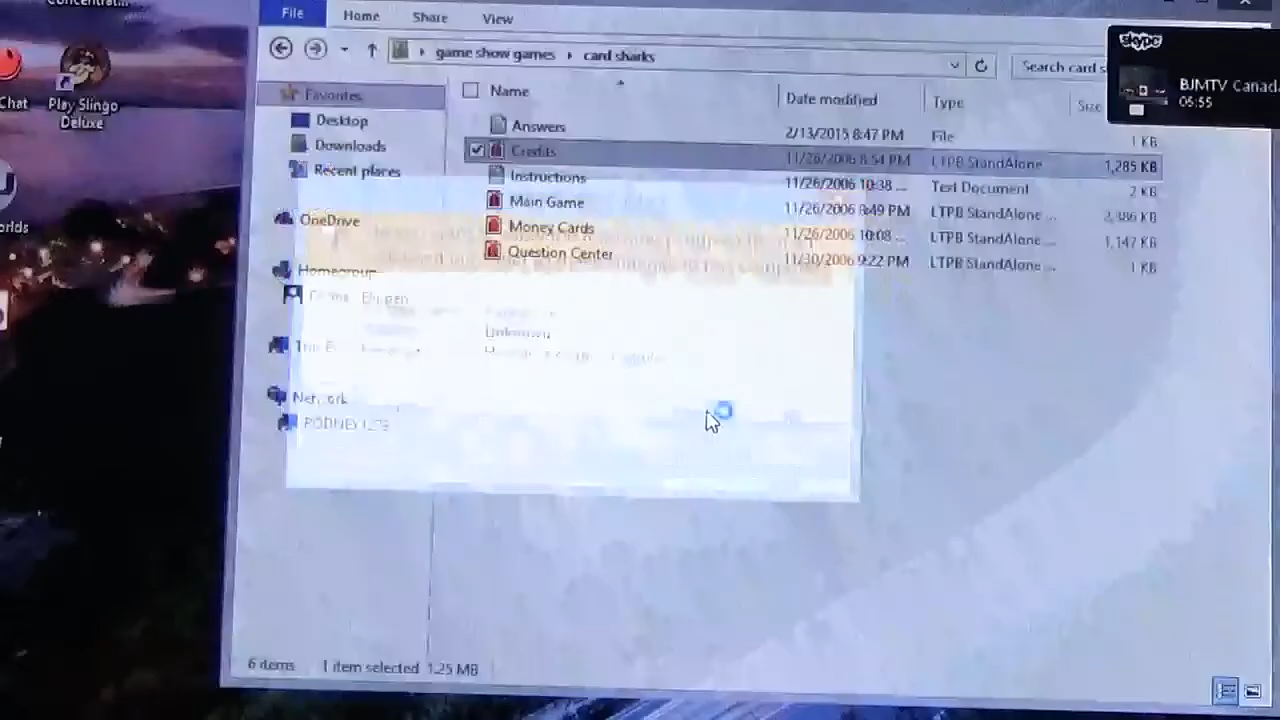 File Home Share View
game show games card sharks
Search card s
skype
BJMTV Canada
05:55
Chat
Play Slingo
Deluxe
orlds
Favorites
Desktop
Downloads
Recent places
OneDrive
Homegroup
Network
Name Date modified Type Size
Answers 2/13/2015 8:47 PM File 1 KB
Credits 11/26/2006 8:54 PM LTPB StandAlone 1,285 KB
Instructions 11/26/2006 10:38 ... Text Document 2 KB
Main Game 11/26/2006 8:49 PM LTPB StandAlone ...
Money Cards 11/26/2006 10:08 ... LTPB StandAlone ... 1,147 KB
Question Center 11/30/2006 9:22 PM LTPB StandAlone ... 1 KB
Unknown
6 items 1 item selected 1.25 MB